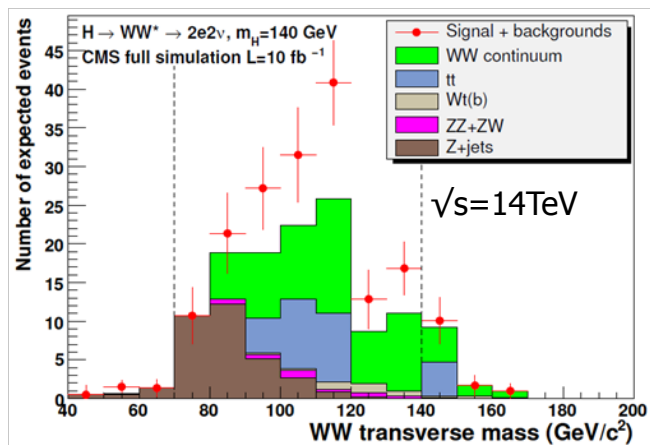 H → WW* → 2e2ν, mH=140 GeV
CMS full simulation L=10 fb -1
Signal + backgrounds
WW continuum
tt
Wt(b)
ZZ+ZW
Z+jets
√s=14TeV
Number of expected events
45
40
35
30
25
20
15
10
5
0
40 60 80 100 120 140 160 180 200
WW transverse mass (GeV/c²)